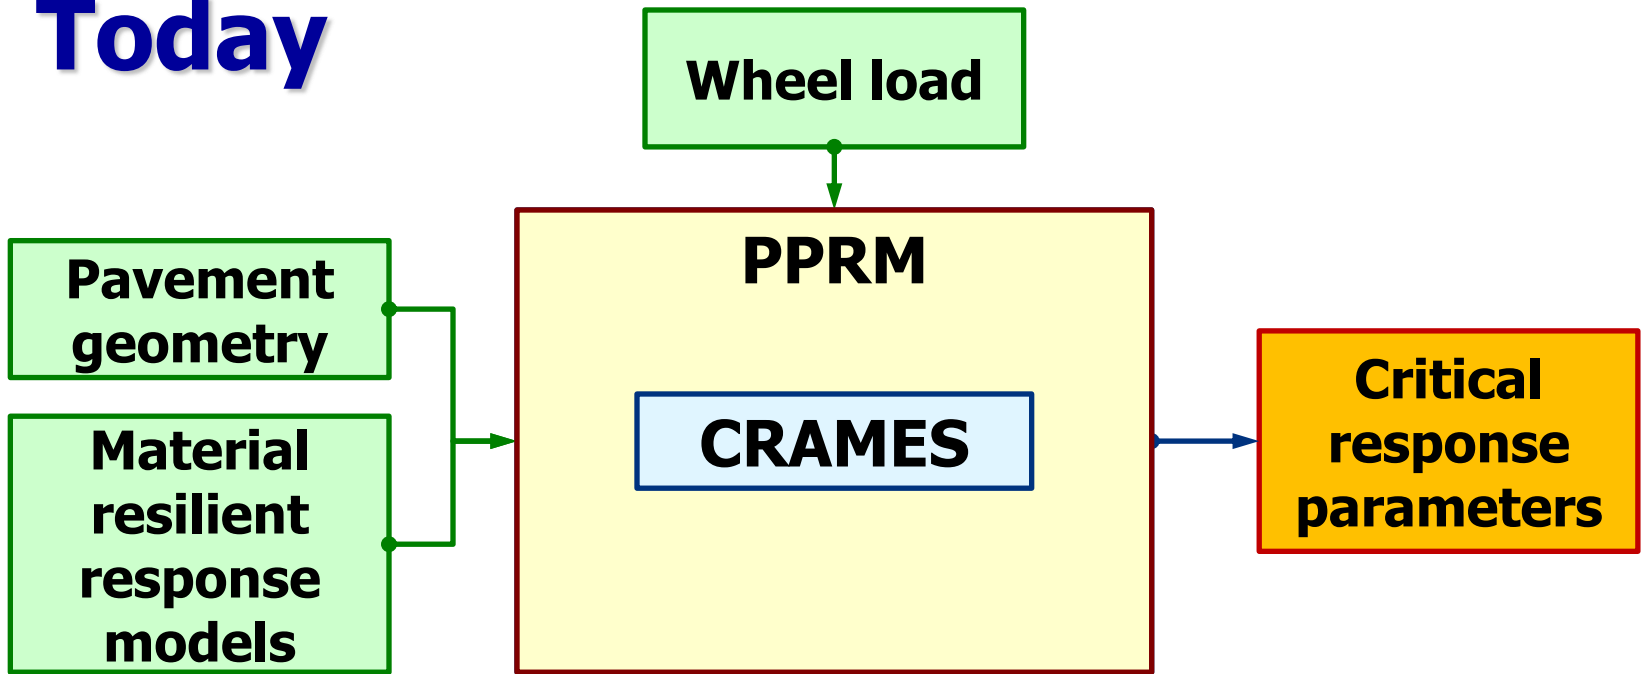 Today
Wheel load
Pavement
geometry
Material
resilient
response
models
PPRM
CRAMES
Critical
response
parameters